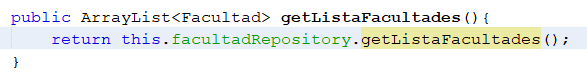 public ArrayList<Facultad> getListaFacultades(){
    return this.facultadRepository.getListaFacultades();
}